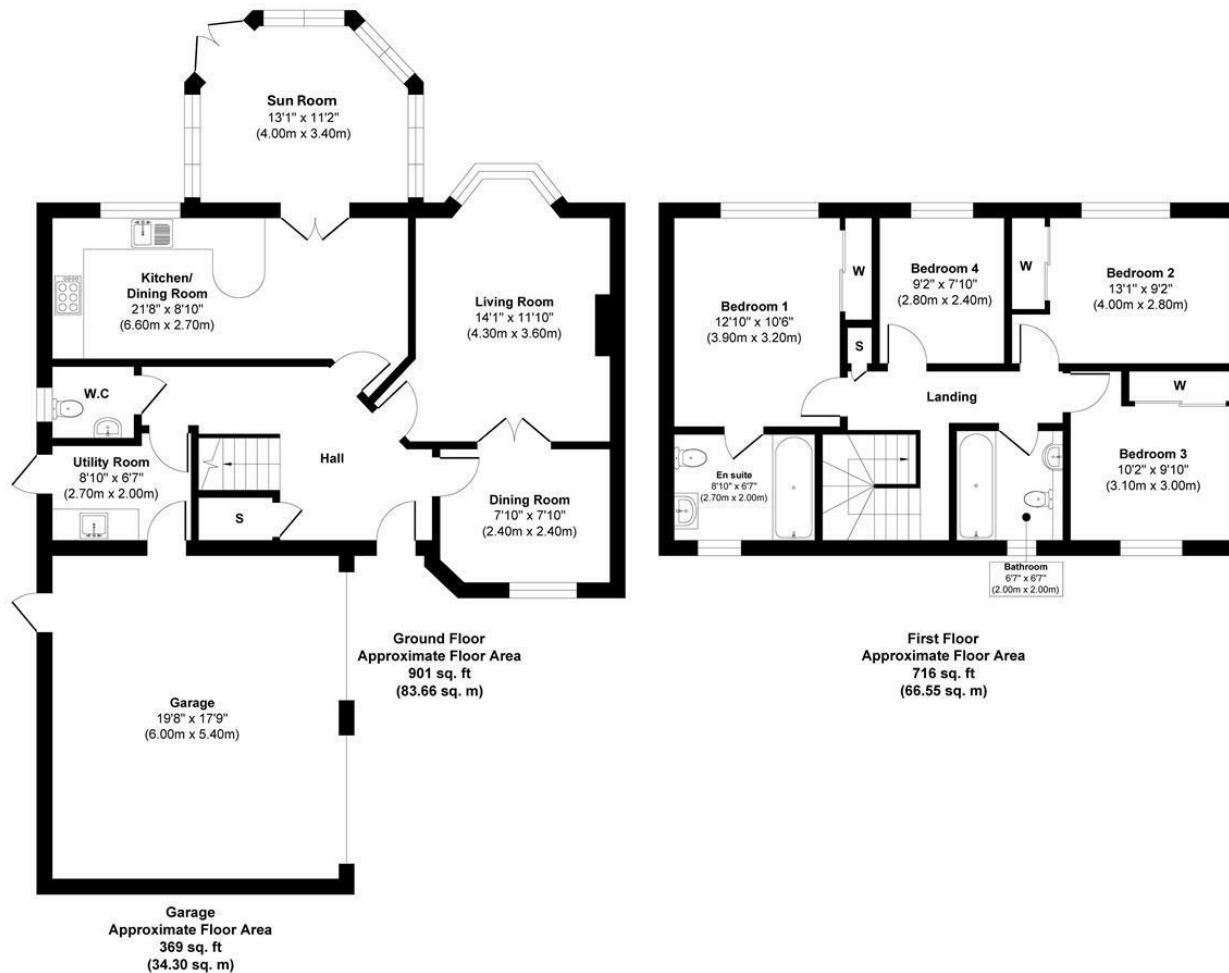 Sun Room
13'1" x 11'2"
(4.00m x 3.40m)
Kitchen/
Dining Room
21'8" x 8'10"
(6.60m x 2.70m)
Living Room
14'1" x 11'10"
(4.30m x 3.60m)
W.C
Utility Room
8'10" x 6'7"
(2.70m x 2.00m)
Hall
S
Dining Room
7'10" x 7'10"
(2.40m x 2.40m)
Garage
19'8" x 17'9"
(6.00m x 5.40m)
Ground Floor
Approximate Floor Area
901 sq. ft
(83.66 sq. m)
Garage
Approximate Floor Area
369 sq. ft
(34.30 sq. m)
Bedroom 1
12'10" x 10'6"
(3.90m x 3.20m)
W
S
Bedroom 4
9'2" x 7'10"
(2.80m x 2.40m)
W
Bedroom 2
13'1" x 9'2"
(4.00m x 2.80m)
Landing
W
En suite
8'10" x 6'7"
(2.70m x 2.00m)
Bedroom 3
10'2" x 9'10"
(3.10m x 3.00m)
Bathroom
6'7" x 6'7"
(2.00m x 2.00m)
First Floor
Approximate Floor Area
716 sq. ft
(66.55 sq. m)